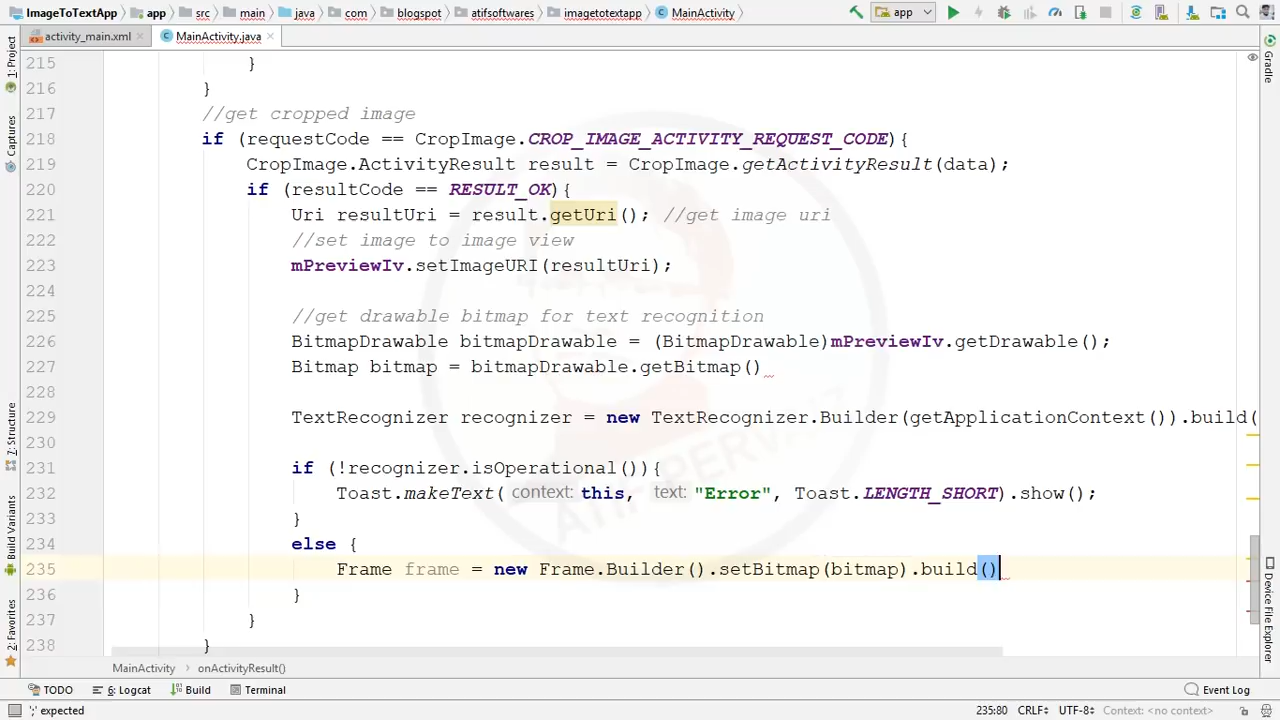 ImageToTextApp app src main java com blogspot atifsoftwares imagetotextapp MainActivity app
activity_main.xml MainActivity.java
1: Project
Captures
7: Structure
Build Variants
2: Favorites
Gradle
Device File Explorer
215 }
216 }
217 //get cropped image
218 if (requestCode == CropImage.CROP_IMAGE_ACTIVITY_REQUEST_CODE){
219 CropImage.ActivityResult result = CropImage.getActivityResult(data);
220 if (resultCode == RESULT_OK){
221 Uri resultUri = result.getUri(); //get image uri
222 //set image to image view
223 mPreviewIv.setImageURI(resultUri);
224
225 //get drawable bitmap for text recognition
226 BitmapDrawable bitmapDrawable = (BitmapDrawable)mPreviewIv.getDrawable();
227 Bitmap bitmap = bitmapDrawable.getBitmap()
228
229 TextRecognizer recognizer = new TextRecognizer.Builder(getApplicationContext()).build(
230
231 if (!recognizer.isOperational()){
232 Toast.makeText( context: this, text: "Error", Toast.LENGTH_SHORT).show();
233 }
234 else {
235 Frame frame = new Frame.Builder().setBitmap(bitmap).build()
236 }
237 }
238 }
MainActivity › onActivityResult()
TODO 6: Logcat Build Terminal Event Log
';' expected 235:80 CRLF UTF-8 Context: <no context>